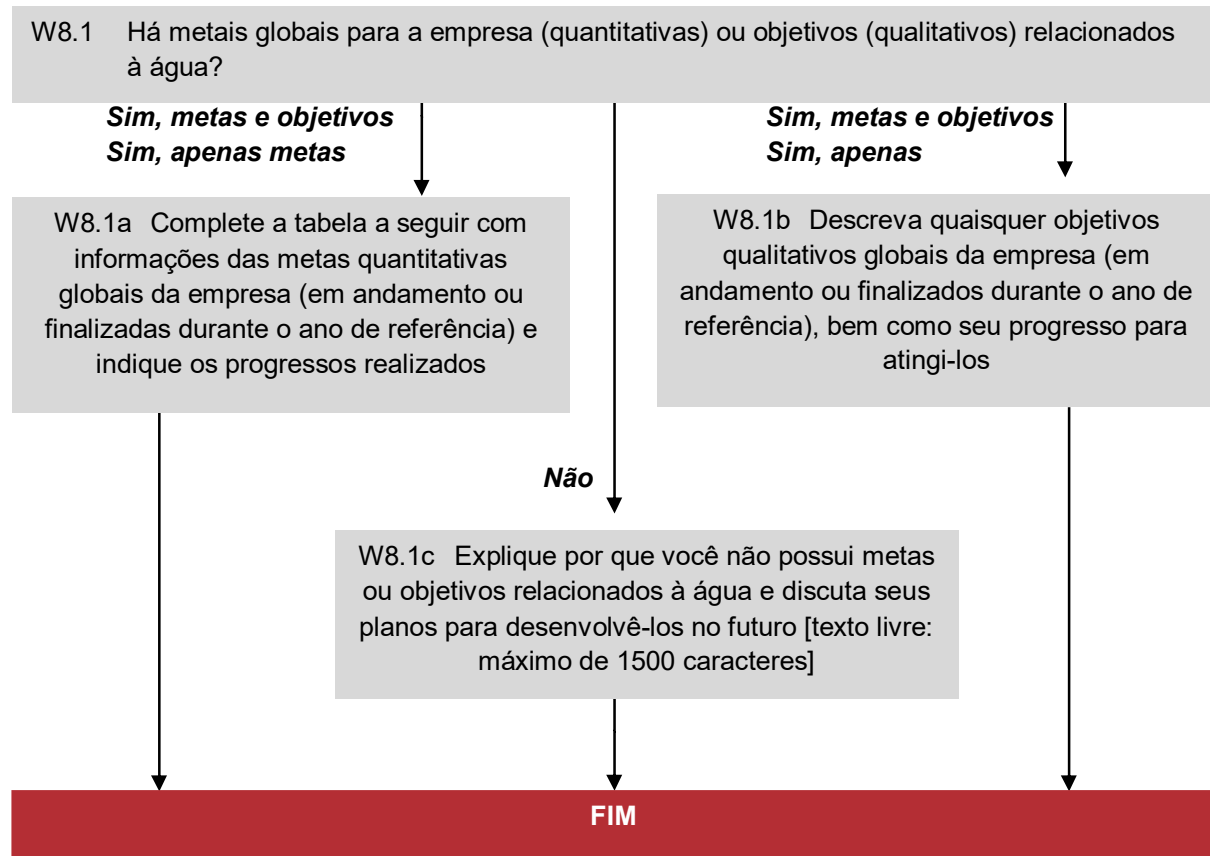 W8.1 Há metais globais para a empresa (quantitativas) ou objetivos (qualitativos) relacionados
à água?
Sim, metas e objetivos
Sim, apenas metas
Sim, metas e objetivos
Sim, apenas
W8.1a Complete a tabela a seguir com
informações das metas quantitativas
globais da empresa (em andamento ou
finalizadas durante o ano de referência) e
indique os progressos realizados
W8.1b Descreva quaisquer objetivos
qualitativos globais da empresa (em
andamento ou finalizados durante o ano de
referência), bem como seu progresso para
atingi-los
Não
W8.1c Explique por que você não possui metas
ou objetivos relacionados à água e discuta seus
planos para desenvolvê-los no futuro [texto livre:
máximo de 1500 caracteres]
FIM